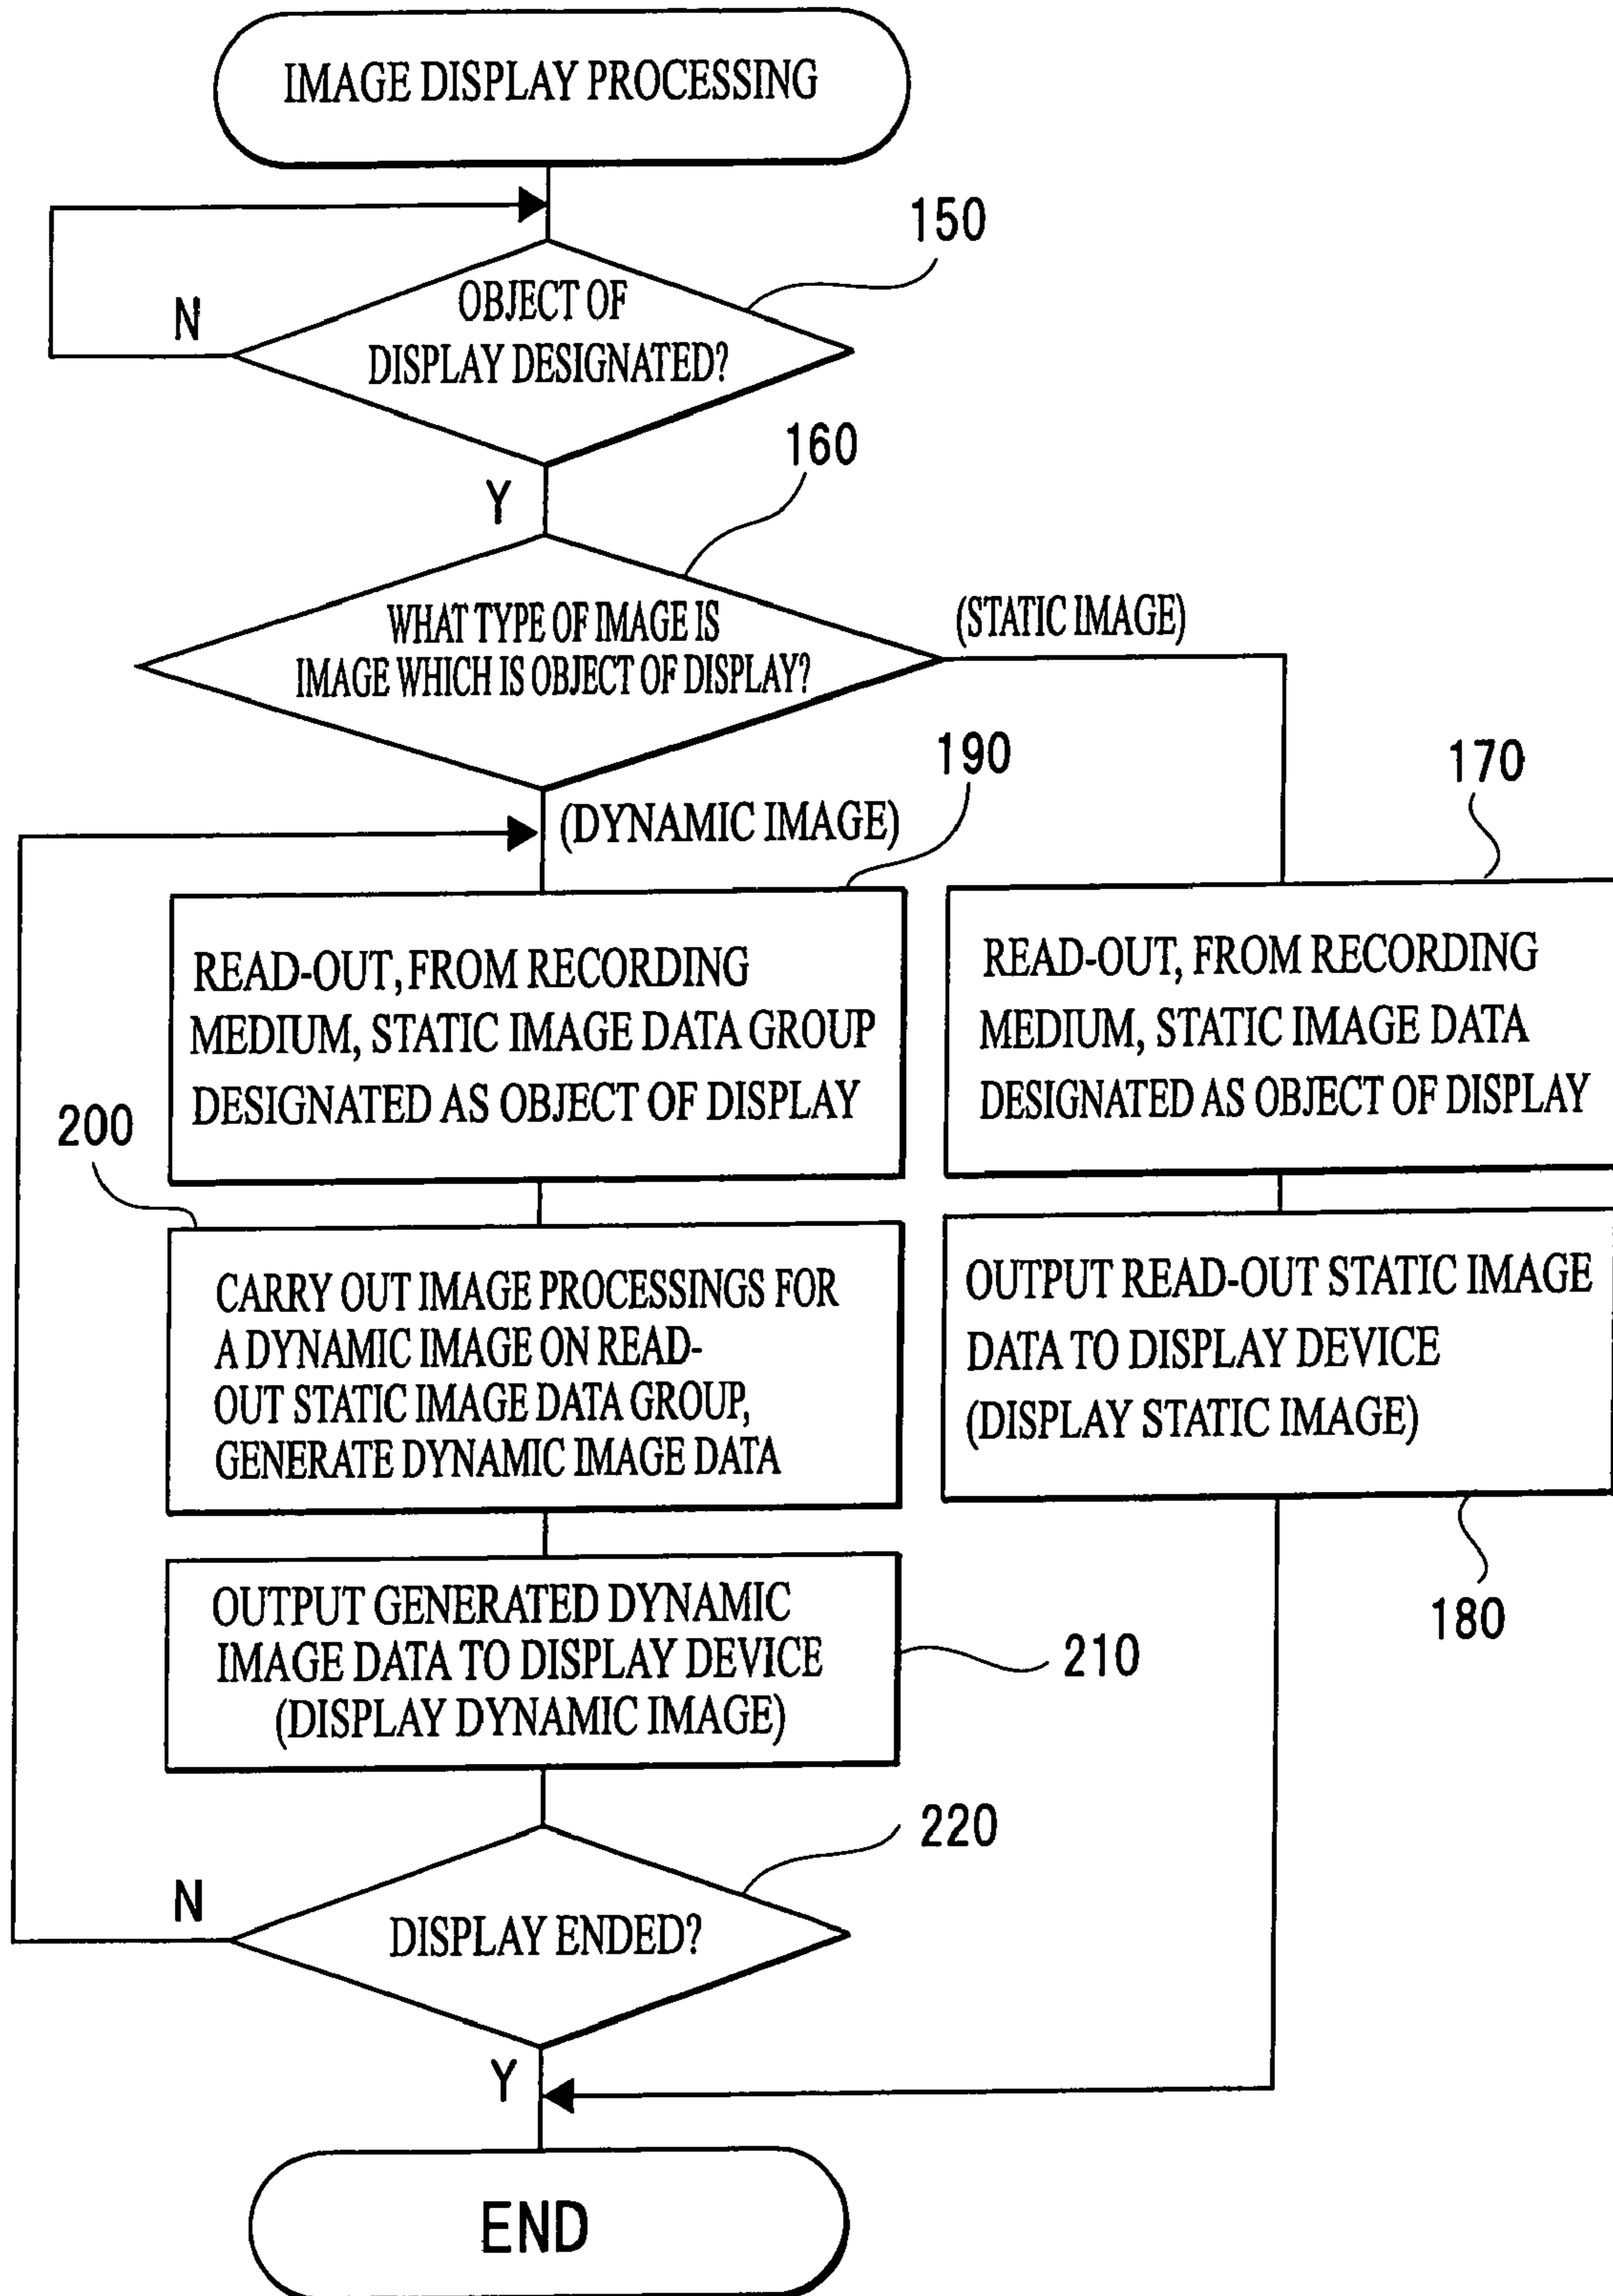 IMAGE DISPLAY PROCESSING
150
OBJECT OF
DISPLAY DESIGNATED?
N
Y
160
WHAT TYPE OF IMAGE IS
IMAGE WHICH IS OBJECT OF DISPLAY?
(STATIC IMAGE)
(DYNAMIC IMAGE)
190
READ-OUT, FROM RECORDING
MEDIUM, STATIC IMAGE DATA GROUP
DESIGNATED AS OBJECT OF DISPLAY
170
READ-OUT, FROM RECORDING
MEDIUM, STATIC IMAGE DATA
DESIGNATED AS OBJECT OF DISPLAY
200
CARRY OUT IMAGE PROCESSINGS FOR
A DYNAMIC IMAGE ON READ-
OUT STATIC IMAGE DATA GROUP,
GENERATE DYNAMIC IMAGE DATA
OUTPUT READ-OUT STATIC IMAGE
DATA TO DISPLAY DEVICE
(DISPLAY STATIC IMAGE)
180
OUTPUT GENERATED DYNAMIC
IMAGE DATA TO DISPLAY DEVICE
(DISPLAY DYNAMIC IMAGE)
210
220
N
DISPLAY ENDED?
Y
END